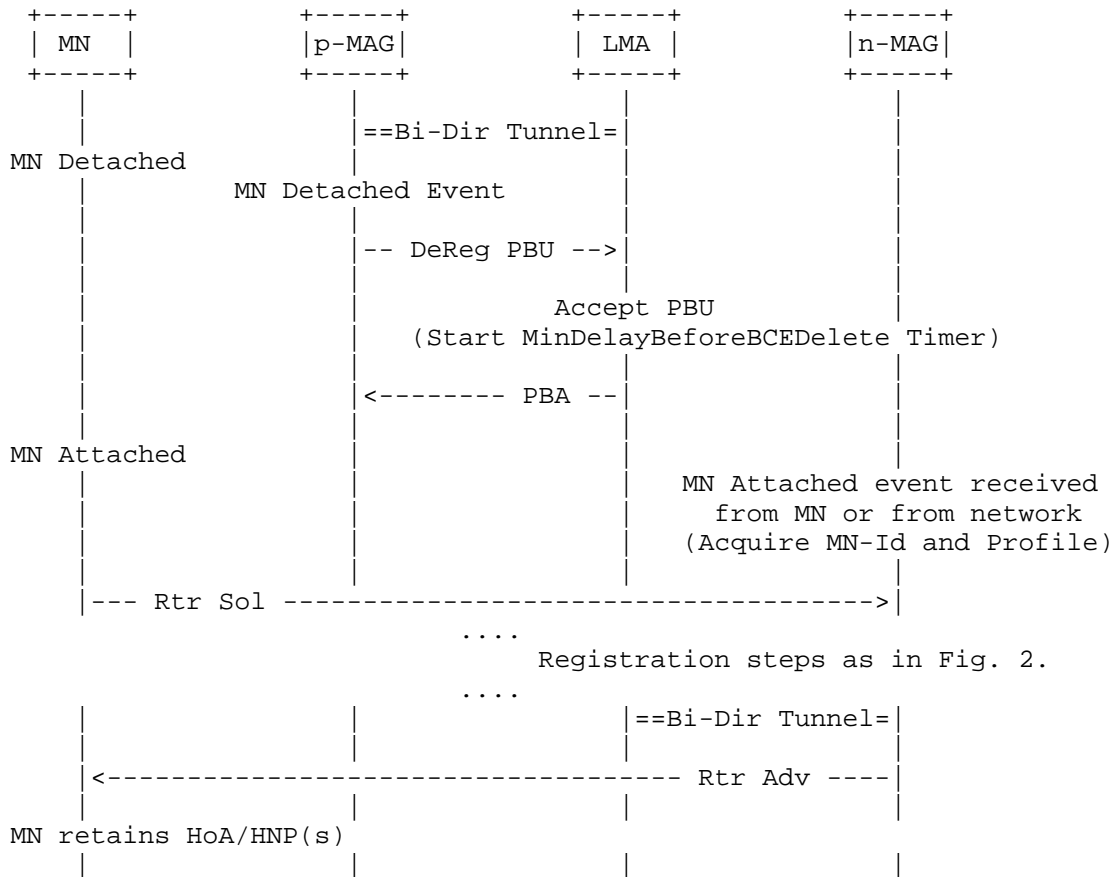 +-----+ +-----+ +-----+ +-----+
| MN | |p-MAG| | LMA | |n-MAG|
+-----+ +-----+ +-----+ +-----+
|==Bi-Dir Tunnel=|
MN Detached
MN Detached Event
|-- DeReg PBU -->|
Accept PBU
(Start MinDelayBeforeBCEDelete Timer)
|<-------- PBA --|
MN Attached
MN Attached event received
from MN or from network
(Acquire MN-Id and Profile)
|--- Rtr Sol ------------------------------------->|
....
Registration steps as in Fig. 2.
....
|==Bi-Dir Tunnel=|
|<------------------------------------ Rtr Adv ----|
MN retains HoA/HNP(s)